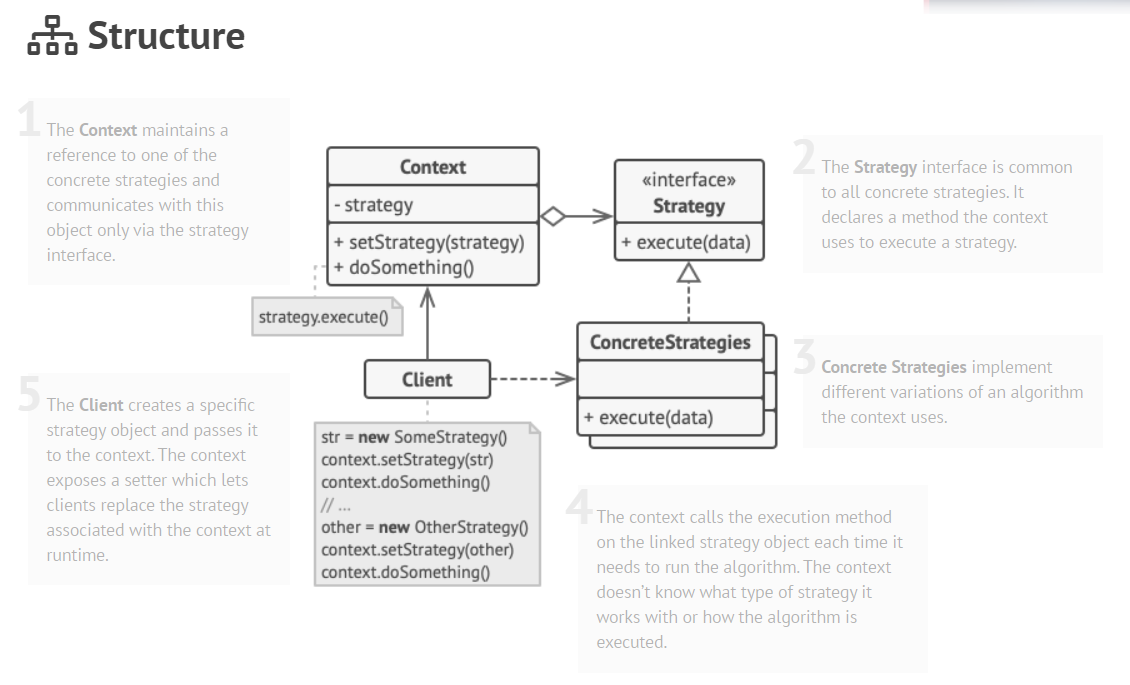 Structure
1
The Context maintains a
reference to one of the
concrete strategies and
communicates with this
object only via the strategy
interface.
Context
- strategy
+ setStrategy(strategy)
+ doSomething()
strategy.execute()
«interface»
Strategy
+ execute(data)
2
The Strategy interface is common
to all concrete strategies. It
declares a method the context
uses to execute a strategy.
ConcreteStrategies
+ execute(data)
3
Concrete Strategies implement
different variations of an algorithm
the context uses.
Client
str = new SomeStrategy()
context.setStrategy(str)
context.doSomething()
// ...
other = new OtherStrategy()
context.setStrategy(other)
context.doSomething()
4
The context calls the execution method
on the linked strategy object each time it
needs to run the algorithm. The context
doesn’t know what type of strategy it
works with or how the algorithm is
executed.
5
The Client creates a specific
strategy object and passes it
to the context. The context
exposes a setter which lets
clients replace the strategy
associated with the context at
runtime.